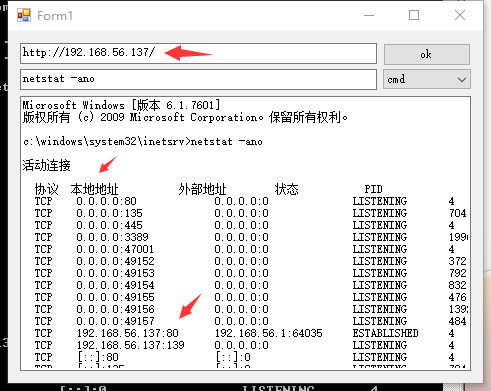 Form1
http://192.168.56.137/
ok
netstat -ano
cmd
Microsoft Windows [版本 6.1.7601]
版权所有 (c) 2009 Microsoft Corporation。保留所有权利。
c:\windows\system32\inetsrv>netstat -ano
活动连接
协议 本地地址 外部地址 状态 PID
TCP 0.0.0.0:80 0.0.0.0:0 LISTENING 4
TCP 0.0.0.0:135 0.0.0.0:0 LISTENING 704
TCP 0.0.0.0:445 0.0.0.0:0 LISTENING 4
TCP 0.0.0.0:3389 0.0.0.0:0 LISTENING
TCP 0.0.0.0:47001 0.0.0.0:0 LISTENING 4
TCP 0.0.0.0:49152 0.0.0.0:0 LISTENING 372
TCP 0.0.0.0:49153 0.0.0.0:0 LISTENING 792
TCP 0.0.0.0:49154 0.0.0.0:0 LISTENING 832
TCP 0.0.0.0:49155 0.0.0.0:0 LISTENING 476
TCP 0.0.0.0:49156 0.0.0.0:0 LISTENING
TCP 0.0.0.0:49157 0.0.0.0:0 LISTENING 484
TCP 192.168.56.137:80 192.168.56.1:64035 ESTABLISHED 4
TCP 192.168.56.137:139 0.0.0.0:0 LISTENING 4
TCP [::]:80 [::]:0 LISTENING 4
TCP [::]:135 [::]:0 LISTENING
[::]:0 LISTENING 4